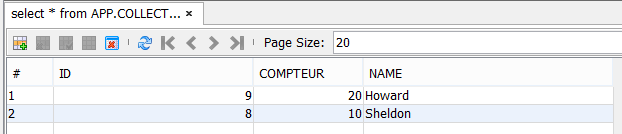 select * from APP.COLLECT... ×
Page Size: 20
# ID COMPTEUR NAME
1 9 20 Howard
2 8 10 Sheldon